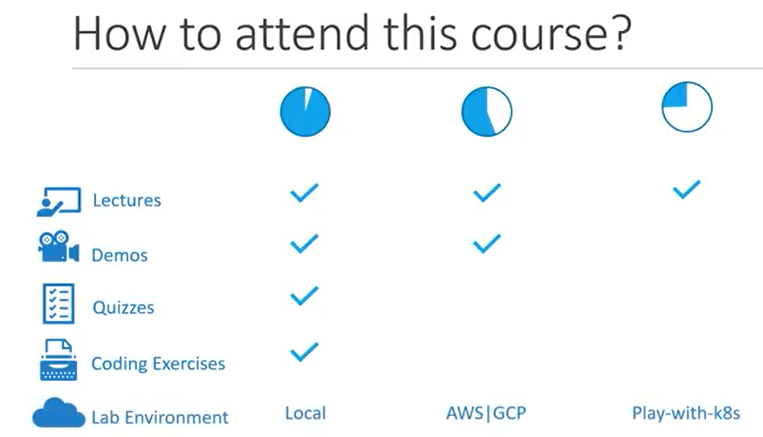 How to attend this course?
Lectures
Demos
Quizzes
Coding Exercises
Lab Environment Local AWS|GCP Play-with-k8s